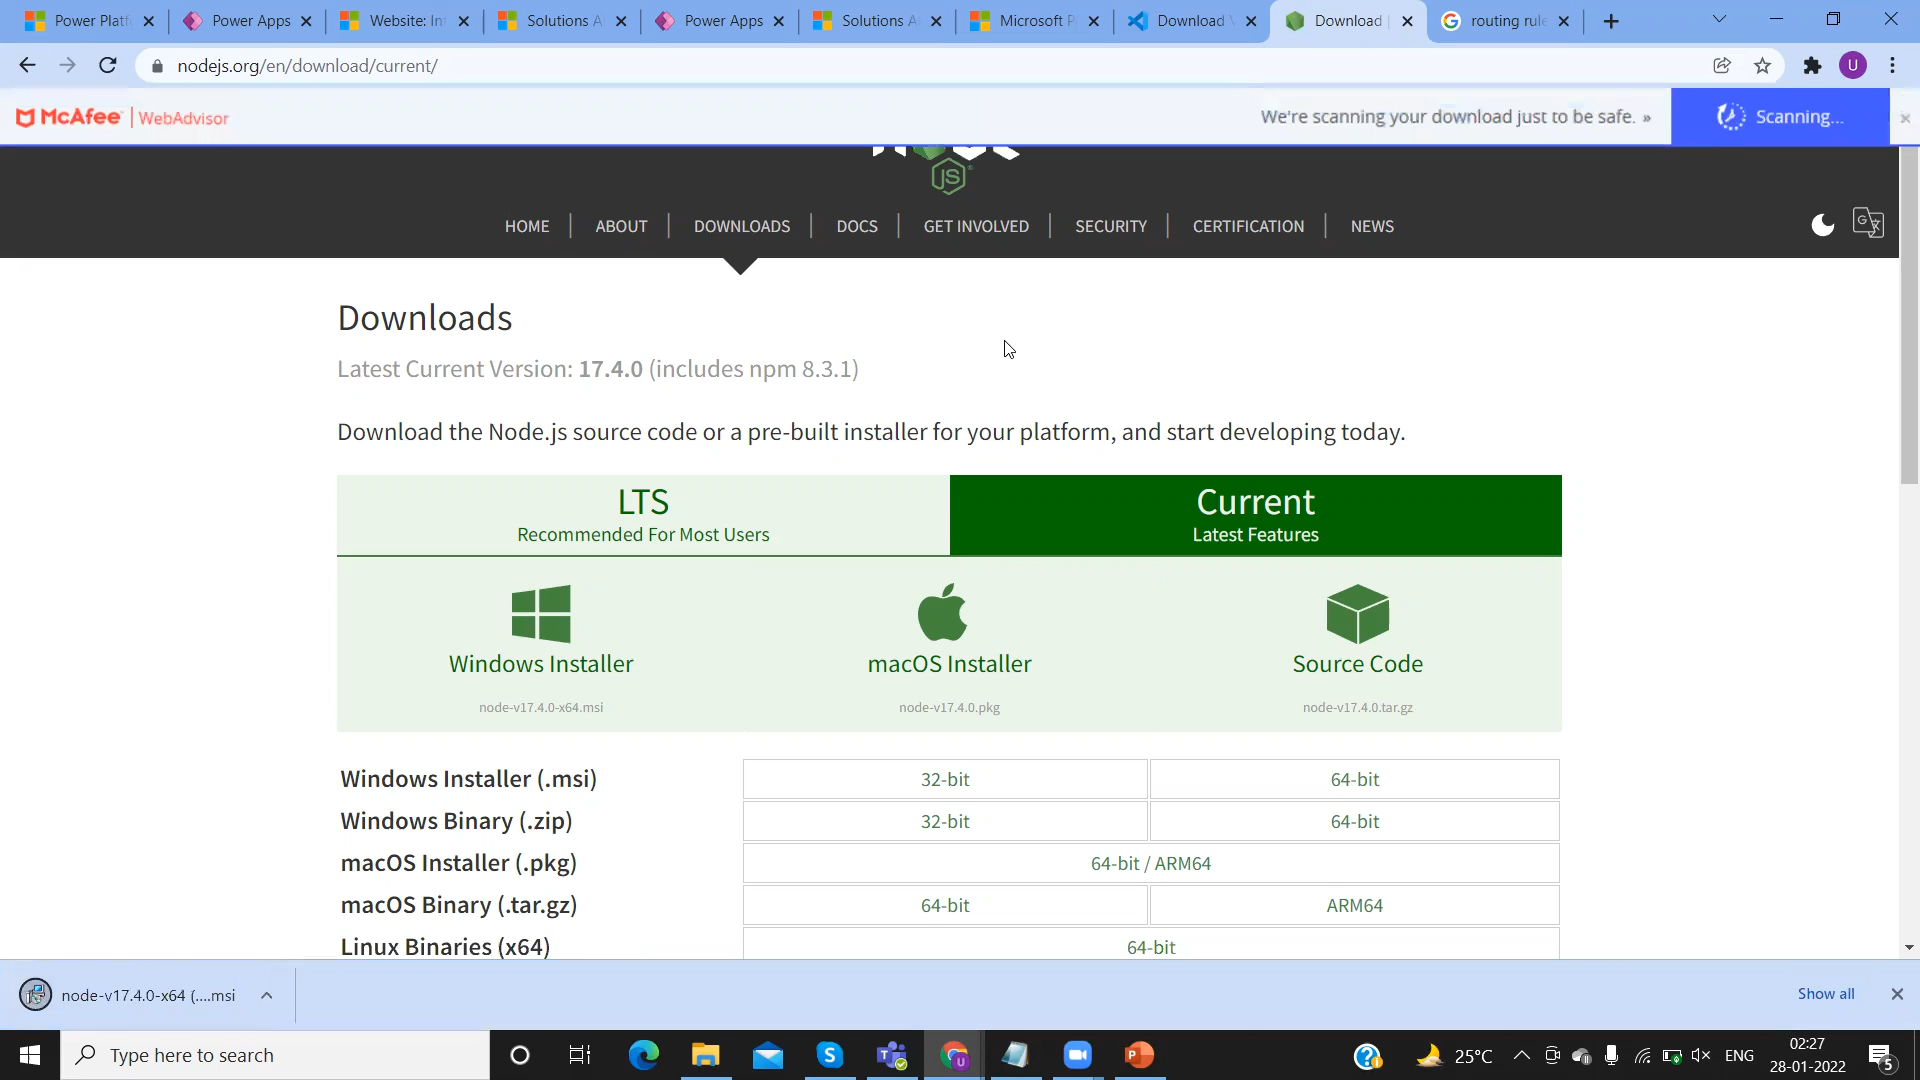 Power Platf
Power Apps
Website: In
Solutions A
Power Apps
Solutions A
Microsoft P
Download
Download
routing rule
nodejs.org/en/download/current/
U
McAfee | WebAdvisor
We're scanning your download just to be safe. »
Scanning...
JS
HOME
ABOUT
DOWNLOADS
DOCS
GET INVOLVED
SECURITY
CERTIFICATION
NEWS
Downloads
Latest Current Version: 17.4.0 (includes npm 8.3.1)
Download the Node.js source code or a pre-built installer for your platform, and start developing today.
LTS
Recommended For Most Users
Current
Latest Features
Windows Installer
node-v17.4.0-x64.msi
macOS Installer
node-v17.4.0.pkg
Source Code
node-v17.4.0.tar.gz
Windows Installer (.msi)
32-bit
64-bit
Windows Binary (.zip)
32-bit
64-bit
macOS Installer (.pkg)
64-bit / ARM64
macOS Binary (.tar.gz)
64-bit
ARM64
Linux Binaries (x64)
64-bit
node-v17.4.0-x64 (....msi
Show all
Type here to search
25°C
ENG
02:27
28-01-2022
5